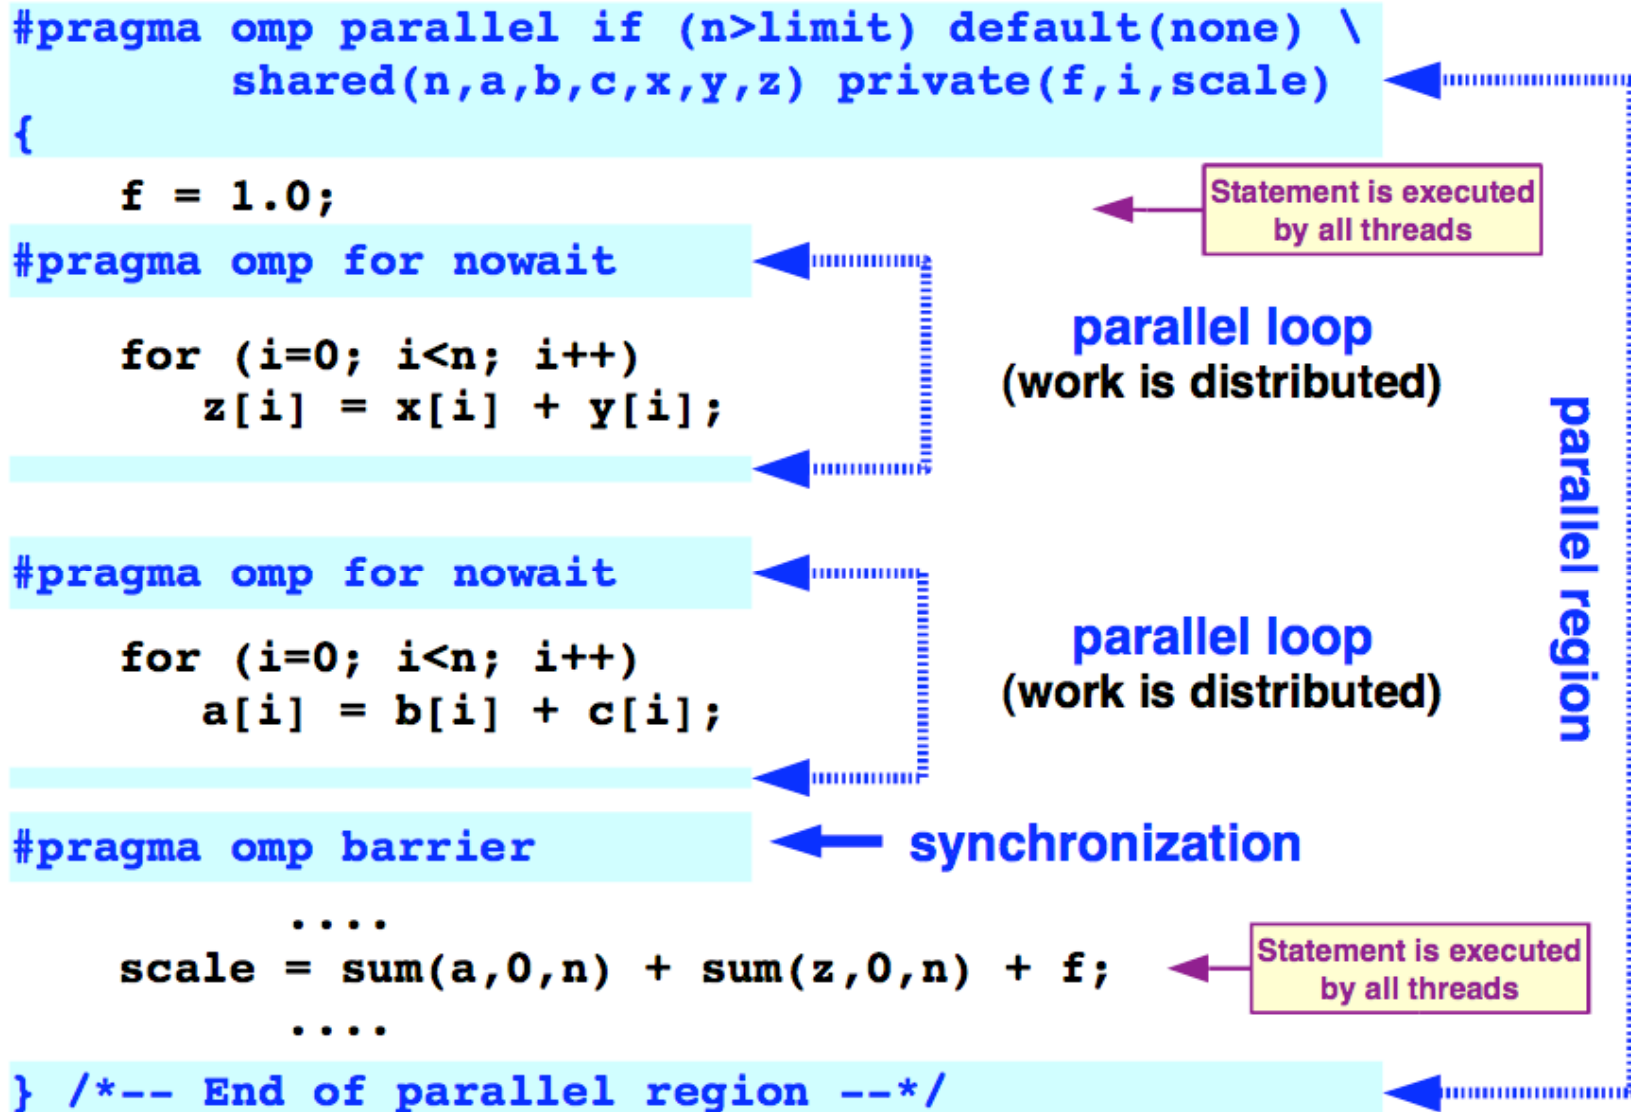 #pragma omp parallel if (n>limit) default(none) \
shared(n,a,b,c,x,y,z) private(f,i,scale)
{
f = 1.0;
Statement is executed
by all threads
#pragma omp for nowait
parallel loop
(work is distributed)
for (i=0; i<n; i++)
z[i] = x[i] + y[i];
parallel region
#pragma omp for nowait
parallel loop
(work is distributed)
for (i=0; i<n; i++)
a[i] = b[i] + c[i];
#pragma omp barrier
synchronization
....
scale = sum(a,0,n) + sum(z,0,n) + f;
Statement is executed
by all threads
....
} /*-- End of parallel region --*/